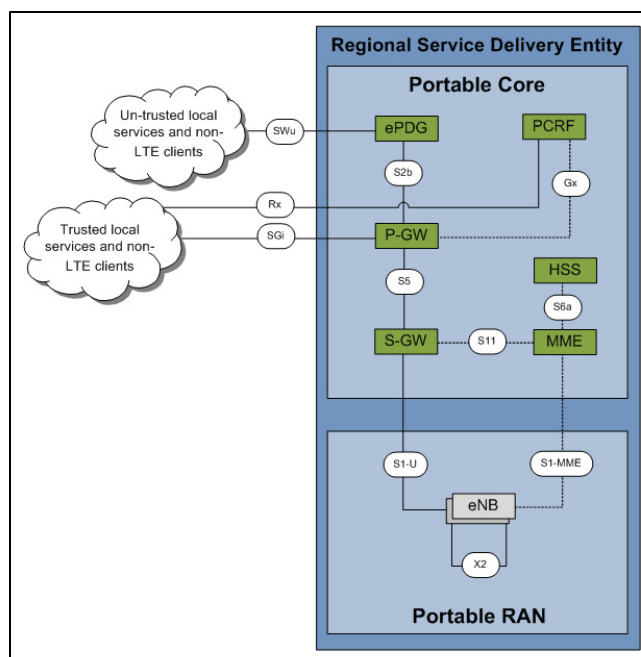 Regional Service Delivery Entity
Portable Core
Un-trusted local
services and non-
LTE clients
SWu
ePDG
PCRF
S2b
Gx
Rx
Trusted local
services and non-
LTE clients
SGi
P-GW
HSS
S5
S6a
S-GW
S11
MME
S1-U
S1-MME
eNB
X2
Portable RAN